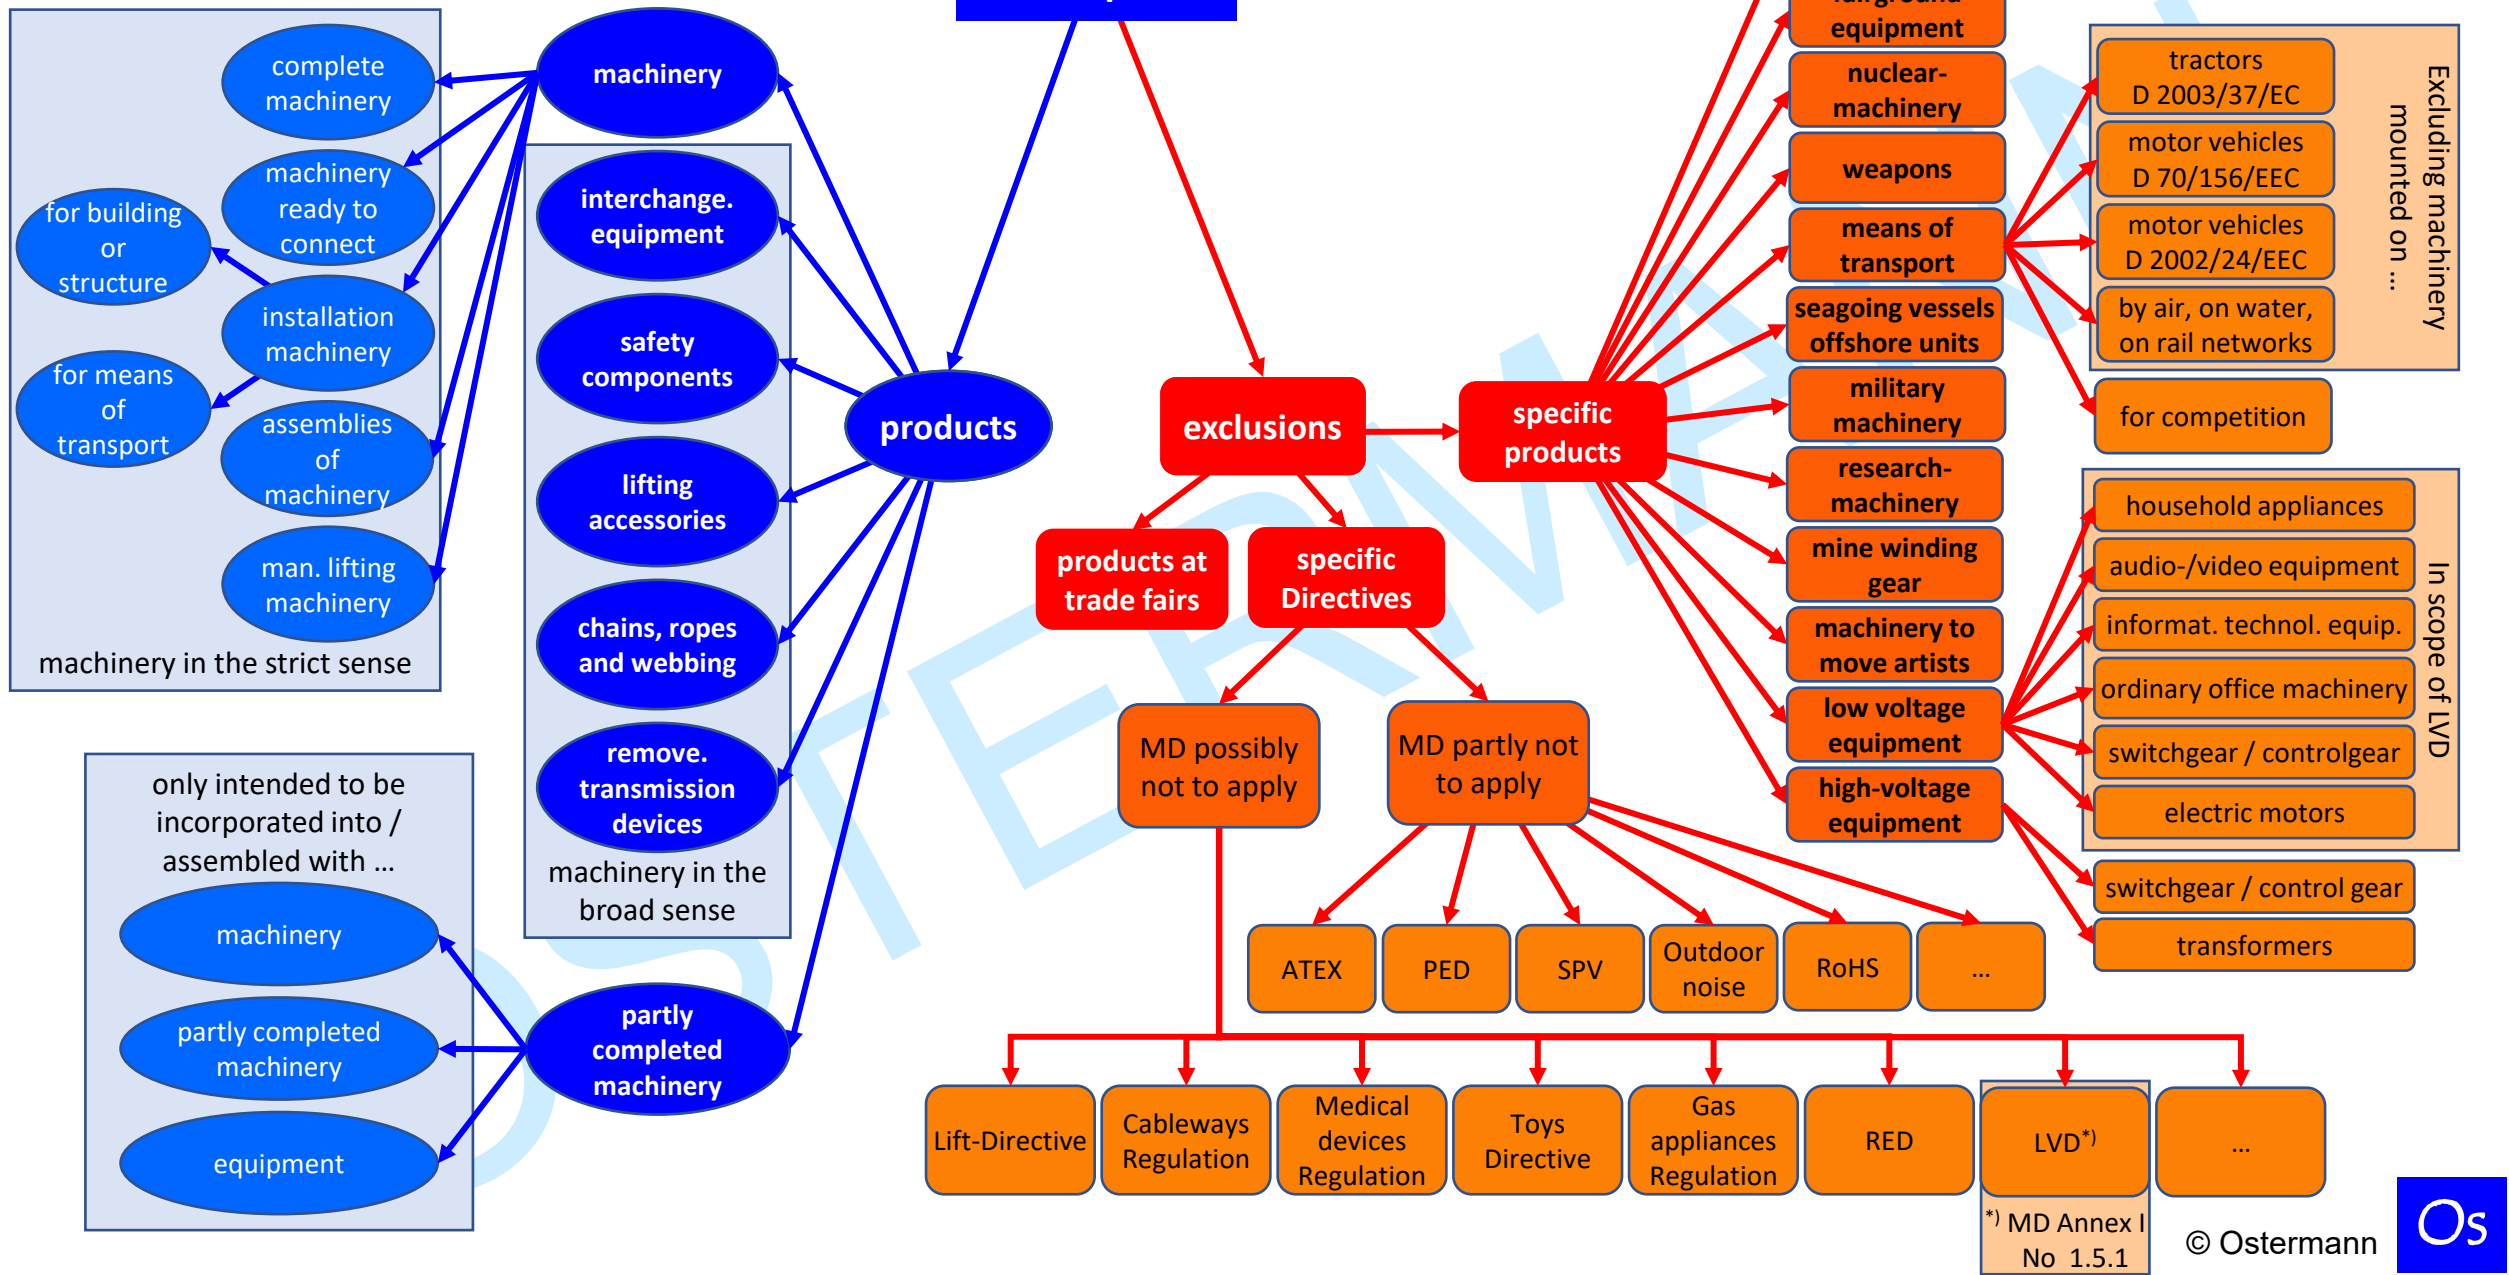 equipment
complete
machinery
machinery
ready to
connect
for building
or
structure
installation
machinery
for means
of
transport
assemblies
of
machinery
man. lifting
machinery
machinery in the strict sense
machinery
interchange.
equipment
safety
components
lifting
accessories
chains, ropes
and webbing
remove.
transmission
devices
machinery in the
broad sense
products
only intended to be
incorporated into /
assembled with ...
machinery
partly completed
machinery
equipment
partly
completed
machinery
exclusions
specific
products
products at
trade fairs
specific
Directives
MD possibly
not to apply
MD partly not
to apply
nuclear-
machinery
weapons
means of
transport
seagoing vessels
offshore units
military
machinery
research-
machinery
mine winding
gear
machinery to
move artists
low voltage
equipment
high-voltage
equipment
tractors
D 2003/37/EC
motor vehicles
D 70/156/EEC
motor vehicles
D 2002/24/EEC
by air, on water,
on rail networks
Excluding machinery
mounted on ...
for competition
household appliances
audio-/video equipment
informat. technol. equip.
ordinary office machinery
switchgear / controlgear
electric motors
In scope of LVD
switchgear / control gear
transformers
ATEX
PED
SPV
Outdoor
noise
RoHS
...
Lift-Directive
Cableways
Regulation
Medical
devices
Regulation
Toys
Directive
Gas
appliances
Regulation
RED
LVD*)
...
*) MD Annex I
No 1.5.1
© Ostermann
Os